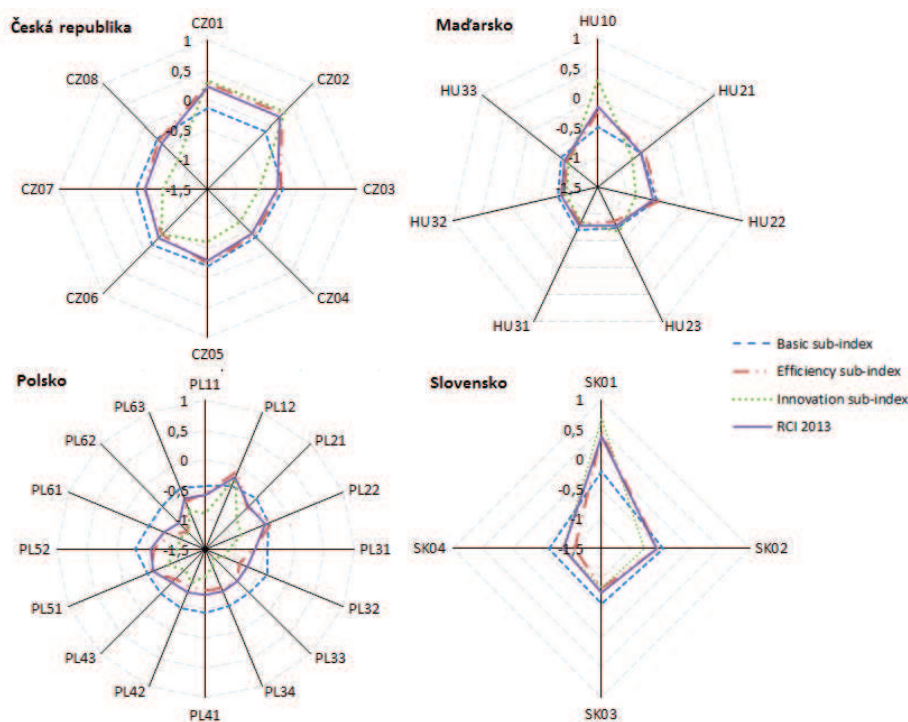 Česká republika
CZ01
1
0,5
0
-0,5
-1
-1,5
CZ02
CZ03
CZ04
CZ05
CZ06
CZ07
CZ08
Maďarsko
HU10
1
0,5
0
-0,5
-1
-1,5
HU21
HU22
HU23
HU31
HU32
HU33
Polsko
PL11
1
0,5
0
-0,5
-1
-1,5
PL12
PL21
PL22
PL31
PL32
PL33
PL34
PL41
PL42
PL43
PL51
PL52
PL61
PL62
PL63
Slovensko
SK01
1
0,5
0
-0,5
-1
-1,5
SK02
SK03
SK04
Basic sub-index
Efficiency sub-index
Innovation sub-index
RCI 2013